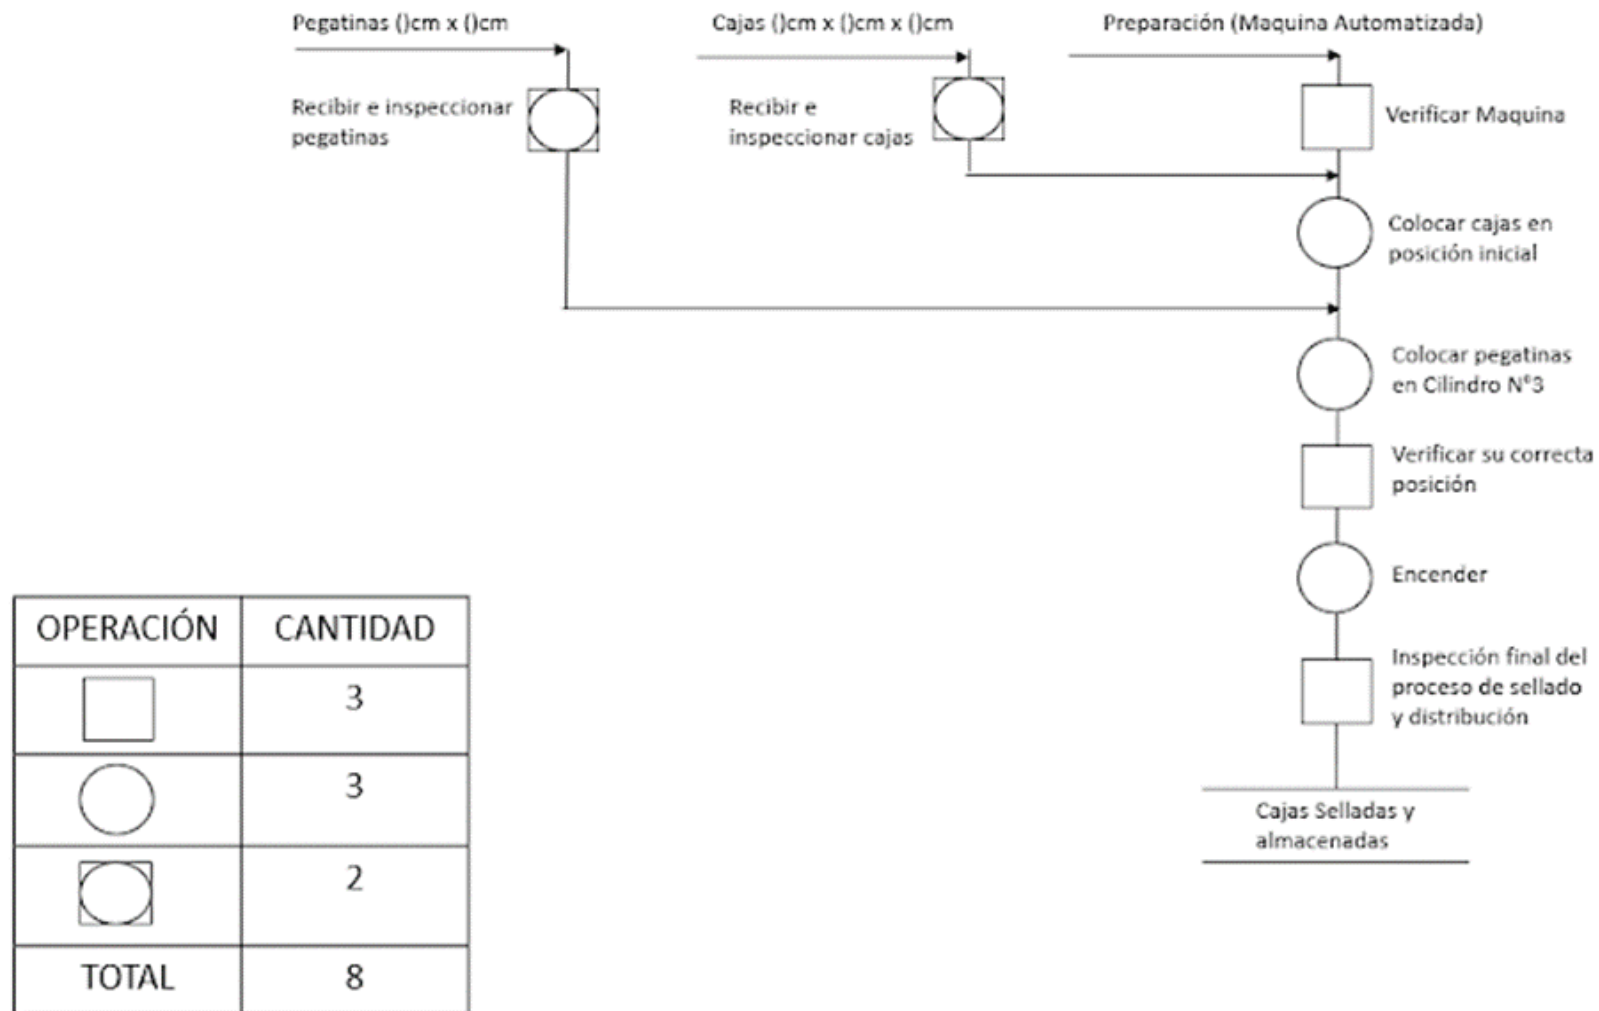 Pegatinas ()cm x ()cm
Cajas ()cm x ()cm x ()cm
Preparación (Maquina Automatizada)
Recibir e inspeccionar
pegatinas
Recibir e
inspeccionar cajas
Verificar Maquina
Colocar cajas en
posición inicial
Colocar pegatinas
en Cilindro N°3
Verificar su correcta
posición
Encender
Inspección final del
proceso de sellado
y distribución
Cajas Selladas y
almacenadas
OPERACIÓN CANTIDAD
3
3
2
TOTAL 8